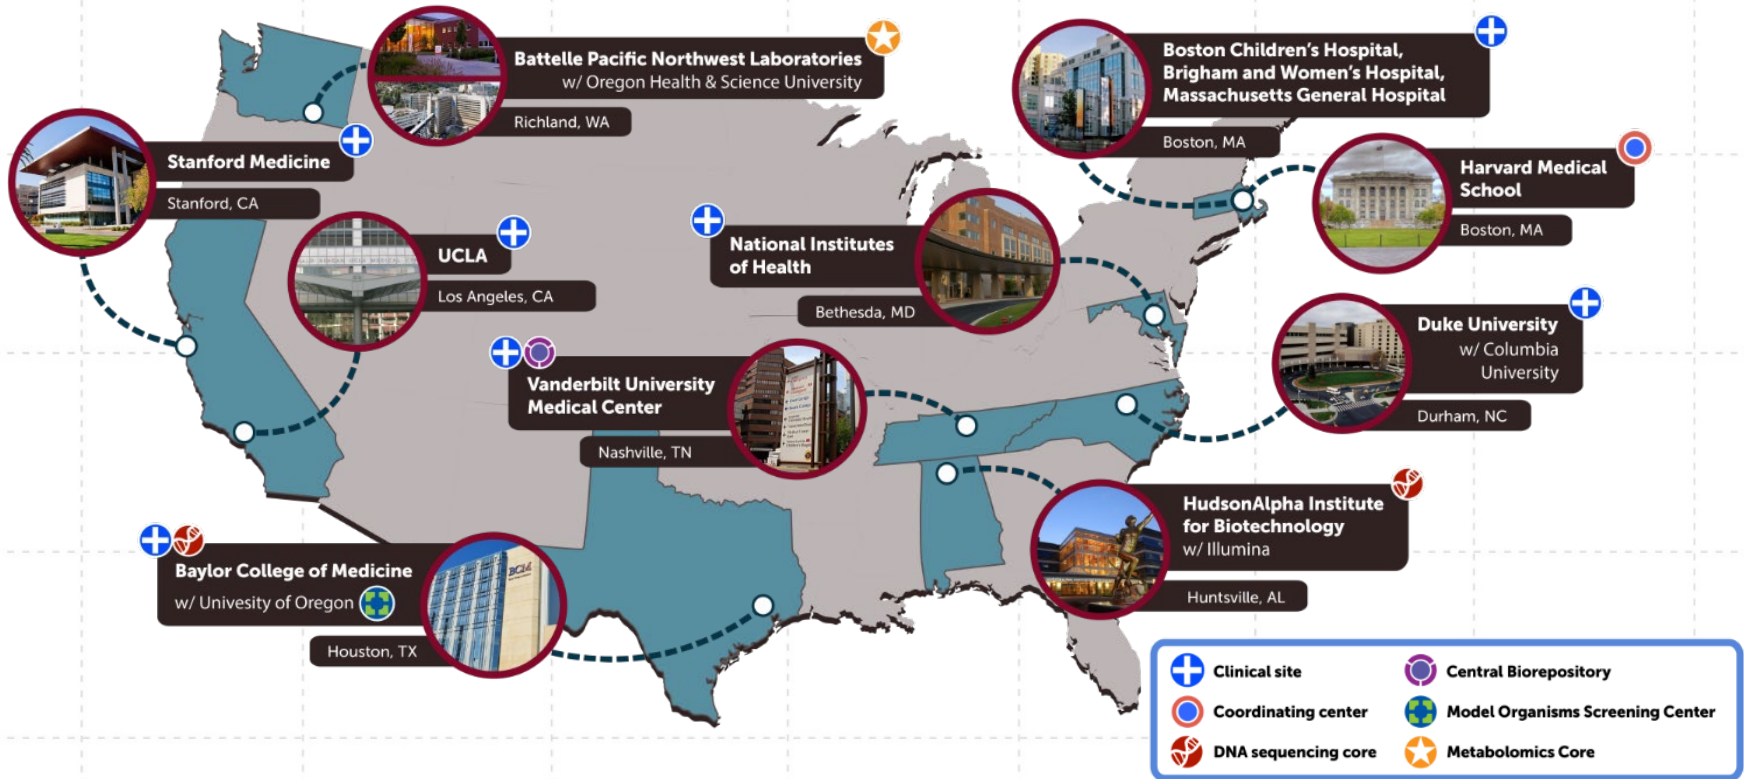 Battelle Pacific Northwest Laboratories
w/ Oregon Health & Science University
Richland, WA
Boston Children's Hospital,
Brigham and Women's Hospital,
Massachusetts General Hospital
Boston, MA
Stanford Medicine
Stanford, CA
Harvard Medical
School
Boston, MA
UCLA
Los Angeles, CA
National Institutes
of Health
Bethesda, MD
Duke University
w/ Columbia
University
Durham, NC
Vanderbilt University
Medical Center
Nashville, TN
HudsonAlpha Institute
for Biotechnology
w/ Illumina
Huntsville, AL
Baylor College of Medicine
w/ Univesity of Oregon
Houston, TX
BCM
Clinical site
Coordinating center
DNA sequencing core
Central Biorepository
Model Organisms Screening Center
Metabolomics Core